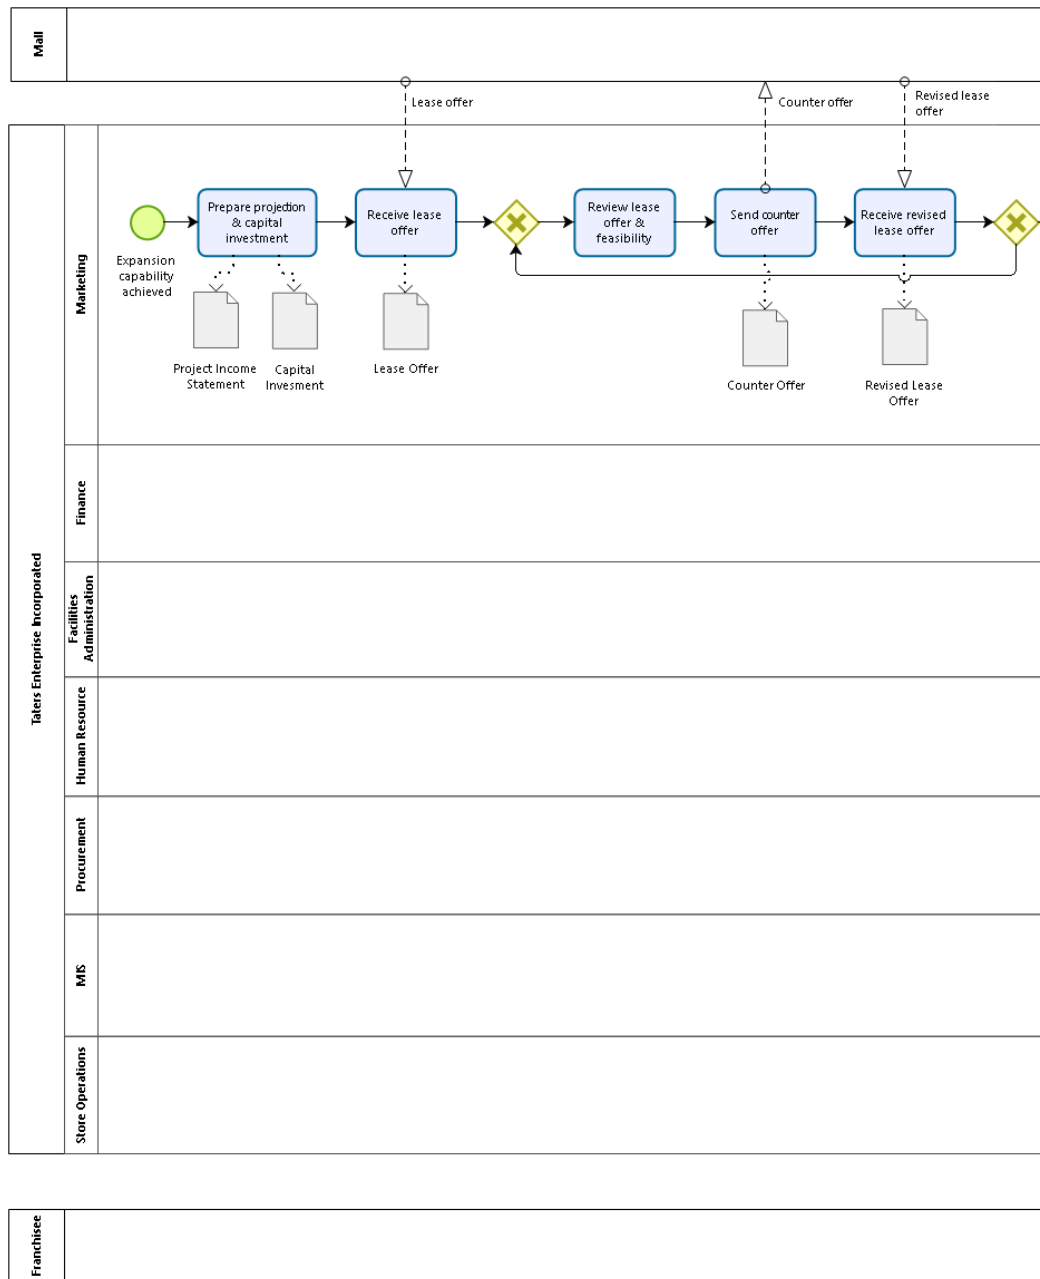 Mall
Lease offer
Counter offer
Revised lease
offer
Taters Enterprise Incorporated
Marketing
Expansion
capability
achieved
Prepare projection
& capital
investment
Receive lease
offer
Review lease
offer &
feasibility
Send counter
offer
Receive revised
lease offer
Project Income
Statement
Capital
Invesment
Lease Offer
Counter Offer
Revised Lease
Offer
Finance
Facilities
Administration
Human Resource
Procurement
MIS
Store Operations
Franchisee